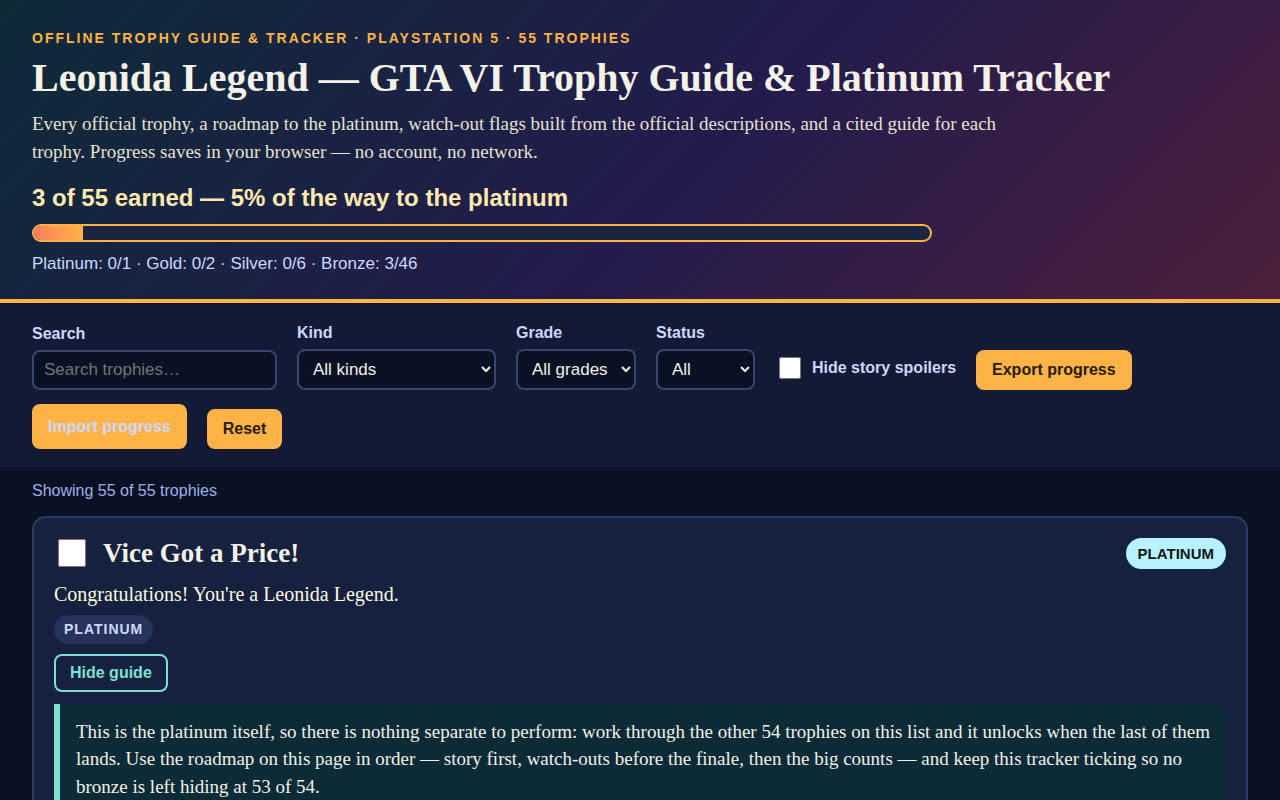 OFFLINE TROPHY GUIDE & TRACKER · PLAYSTATION 5 · 55 TROPHIES
Leonida Legend — GTA VI Trophy Guide & Platinum Tracker
Every official trophy, a roadmap to the platinum, watch-out flags built from the official descriptions, and a cited guide for each
trophy. Progress saves in your browser — no account, no network.
3 of 55 earned — 5% of the way to the platinum
Platinum: 0/1 · Gold: 0/2 · Silver: 0/6 · Bronze: 3/46
Search
Kind
Grade
Status
Search trophies…
All kinds
All grades
All
Hide story spoilers
Export progress
Import progress
Reset
Showing 55 of 55 trophies
Vice Got a Price!
PLATINUM
Congratulations! You're a Leonida Legend.
PLATINUM
Hide guide
This is the platinum itself, so there is nothing separate to perform: work through the other 54 trophies on this list and it unlocks when the last of them
lands. Use the roadmap on this page in order — story first, watch-outs before the finale, then the big counts — and keep this tracker ticking so no
bronze is left hiding at 53 of 54.